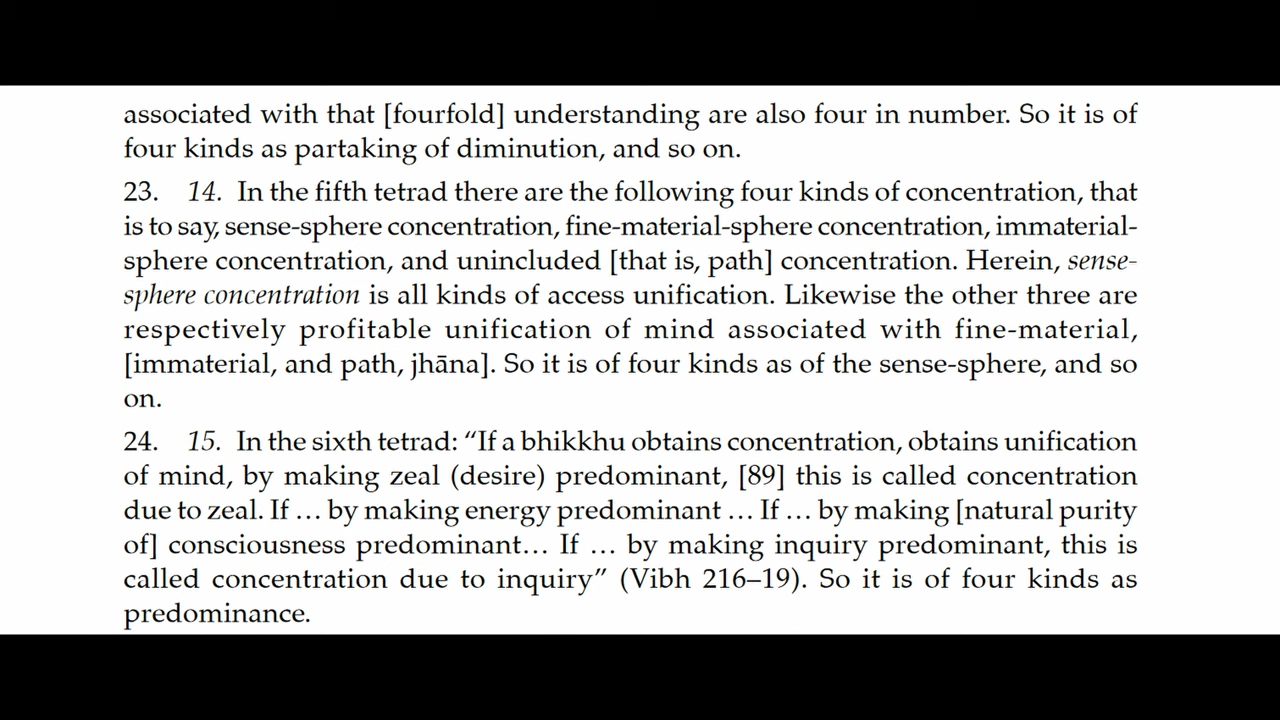 associated with that [fourfold] understanding are also four in number. So it is of
four kinds as partaking of diminution, and so on.
23. 14. In the fifth tetrad there are the following four kinds of concentration, that
is to say, sense-sphere concentration, fine-material-sphere concentration, immaterial-
sphere concentration, and unincluded [that is, path] concentration. Herein, sense-
sphere concentration is all kinds of access unification. Likewise the other three are
respectively profitable unification of mind associated with fine-material,
[immaterial, and path, jhāna]. So it is of four kinds as of the sense-sphere, and so
on.
24. 15. In the sixth tetrad: “If a bhikkhu obtains concentration, obtains unification
of mind, by making zeal (desire) predominant, [89] this is called concentration
due to zeal. If … by making energy predominant … If … by making [natural purity
of] consciousness predominant… If … by making inquiry predominant, this is
called concentration due to inquiry” (Vibh 216–19). So it is of four kinds as
predominance.